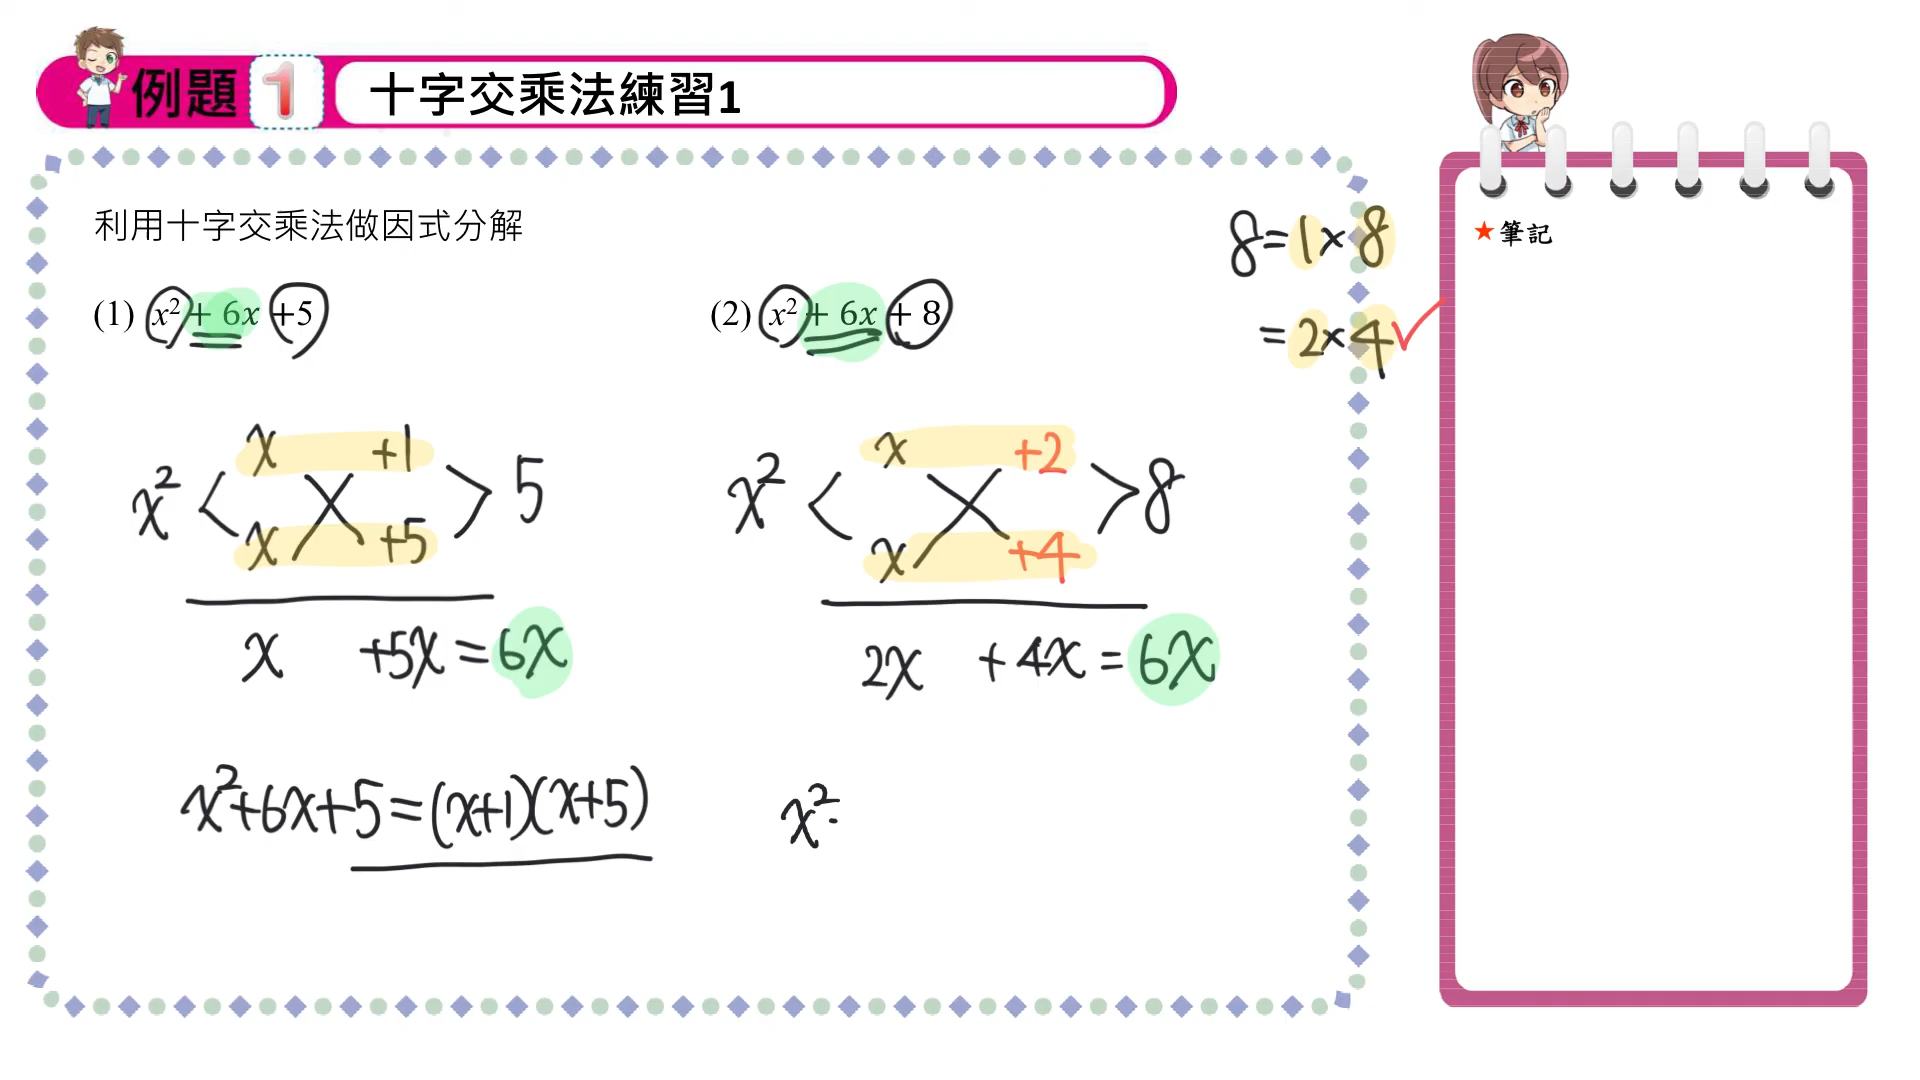 例題 1 十字交乘法練習1
利用十字交乘法做因式分解
(1) x² + 6x + 5
(2) x² + 6x + 8
8=1×8
=2×4✓
★筆記
x² < x +1 > 5
x +5
x +5x = 6x
x²+6x+5=(x+1)(x+5)
x² < x +2 > 8
x +4
2x + 4x = 6x
x²